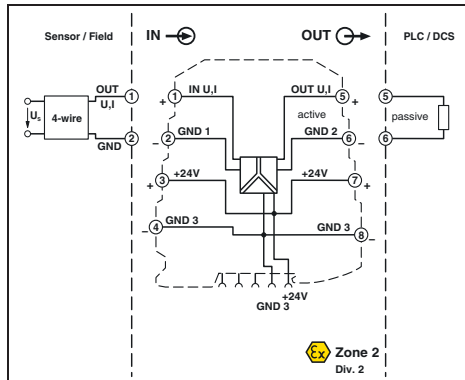 Sensor / Field
IN
OUT
PLC / DCS
OUT
U,I
1
+
1
IN U,I
OUT U,I
5
+
5
Us
4-wire
active
passive
GND
2
−
2
GND 1
GND 2
6
−
6
+
3
+24V
+24V
7
+
−
4
GND 3
GND 3
8
−
+24V
GND 3
Ex
Zone 2
Div. 2